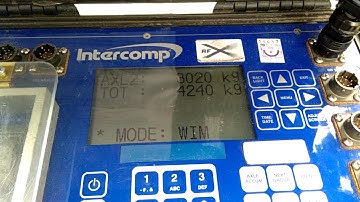 Intercomp
RF
AXL2: 3020 kg
TOT : 4240 kg
* MODE: WIM
BACK LIGHT
EXIT
MENU
TIME DATE
1
2
ABC
3
DEF